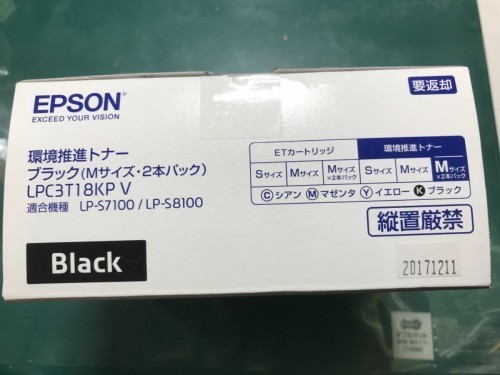 EPSON
EXCEED YOUR VISION
要返却
環境推進トナー
ブラック(Mサイズ・2本パック)
LPC3T18KP V
適合機種 LP-S7100 / LP-S8100
ETカートリッジ 環境推進トナー
Sサイズ Mサイズ Mサイズ×2本パック Sサイズ Mサイズ Mサイズ×2本パック
Ⓒシアン Ⓜマゼンタ Ⓨイエロー Ⓚブラック
縦置厳禁
Black
20171211